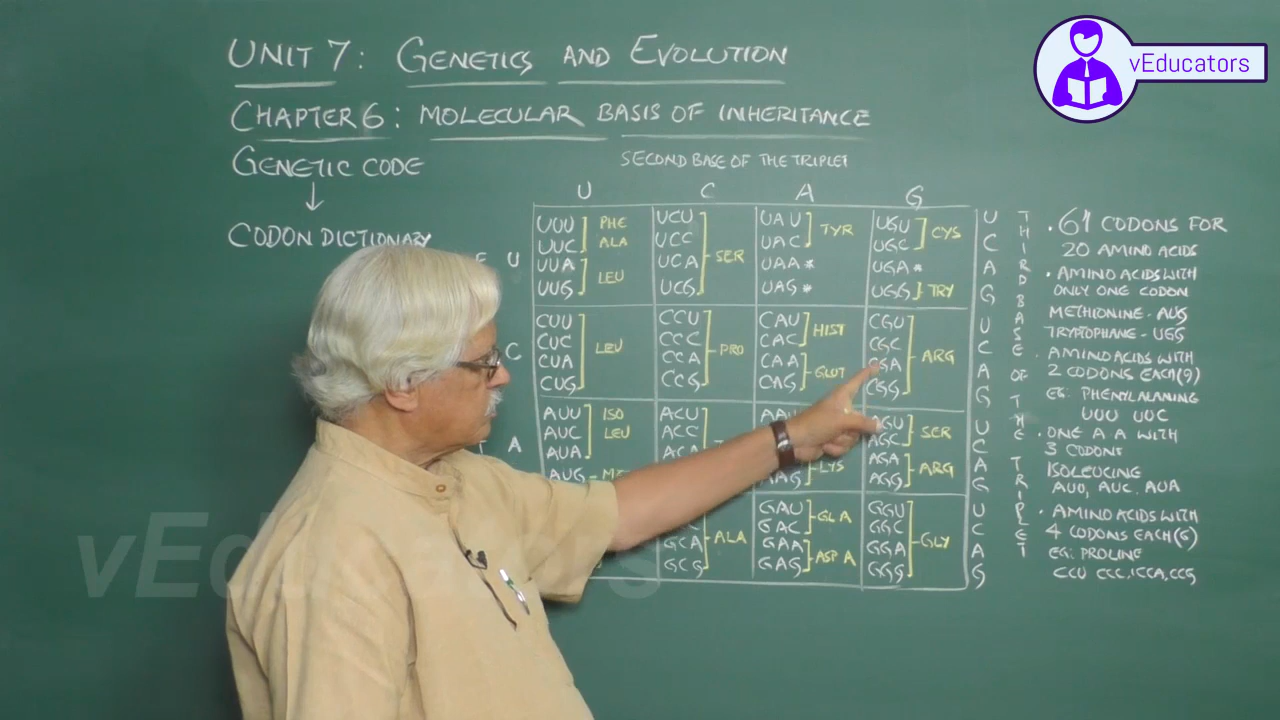 UNIT 7: GENETICS AND EVOLUTION
vEducators
CHAPTER 6: MOLECULAR BASIS OF INHERITANCE
GENETIC CODE
↓
CODON DICTIONARY
SECOND BASE OF THE TRIPLET
U C A G
U
UUU UUC PHE ALA
UUA UUG LEU
UCU UCC UCA UCG SER
UAU UAC TYR
UAA*
UAG*
UGU UGC CYS
UGA*
UGG TRY
U C A G
C
CUU CUC CUA CUG LEU
CCU CCC CCA CCG PRO
CAU CAC HIST
CAA CAG GLUT
CGU CGC CGA CGG ARG
U C A G
A
AUU AUC AUA ISO LEU
AUG
ACU ACC ACA
AAG LYS
AGU AGC SER
AGA AGG ARG
U C A G
GCA GCG ALA
GAU GAC GLA
GAA GAG ASP A
GGU GGC GGA GGG GLY
U C A G
THIRD BASE OF THE TRIPLET
. 61 CODONS FOR
20 AMINO ACIDS
. AMINO ACIDS WITH
ONLY ONE CODON
METHIONINE - AUG
TRYPTOPHANE - UGG
. AMINO ACIDS WITH
2 CODONS EACH (9)
EG: PHENYLALANING
UUU UUC
. ONE A A WITH
3 CODONS
ISOLEUCINE
AUU, AUC, AUA
. AMINO ACIDS WITH
4 CODONS EACH (6)
EG: PROLINE
CCU CCC, CCA, CCG
vEducators